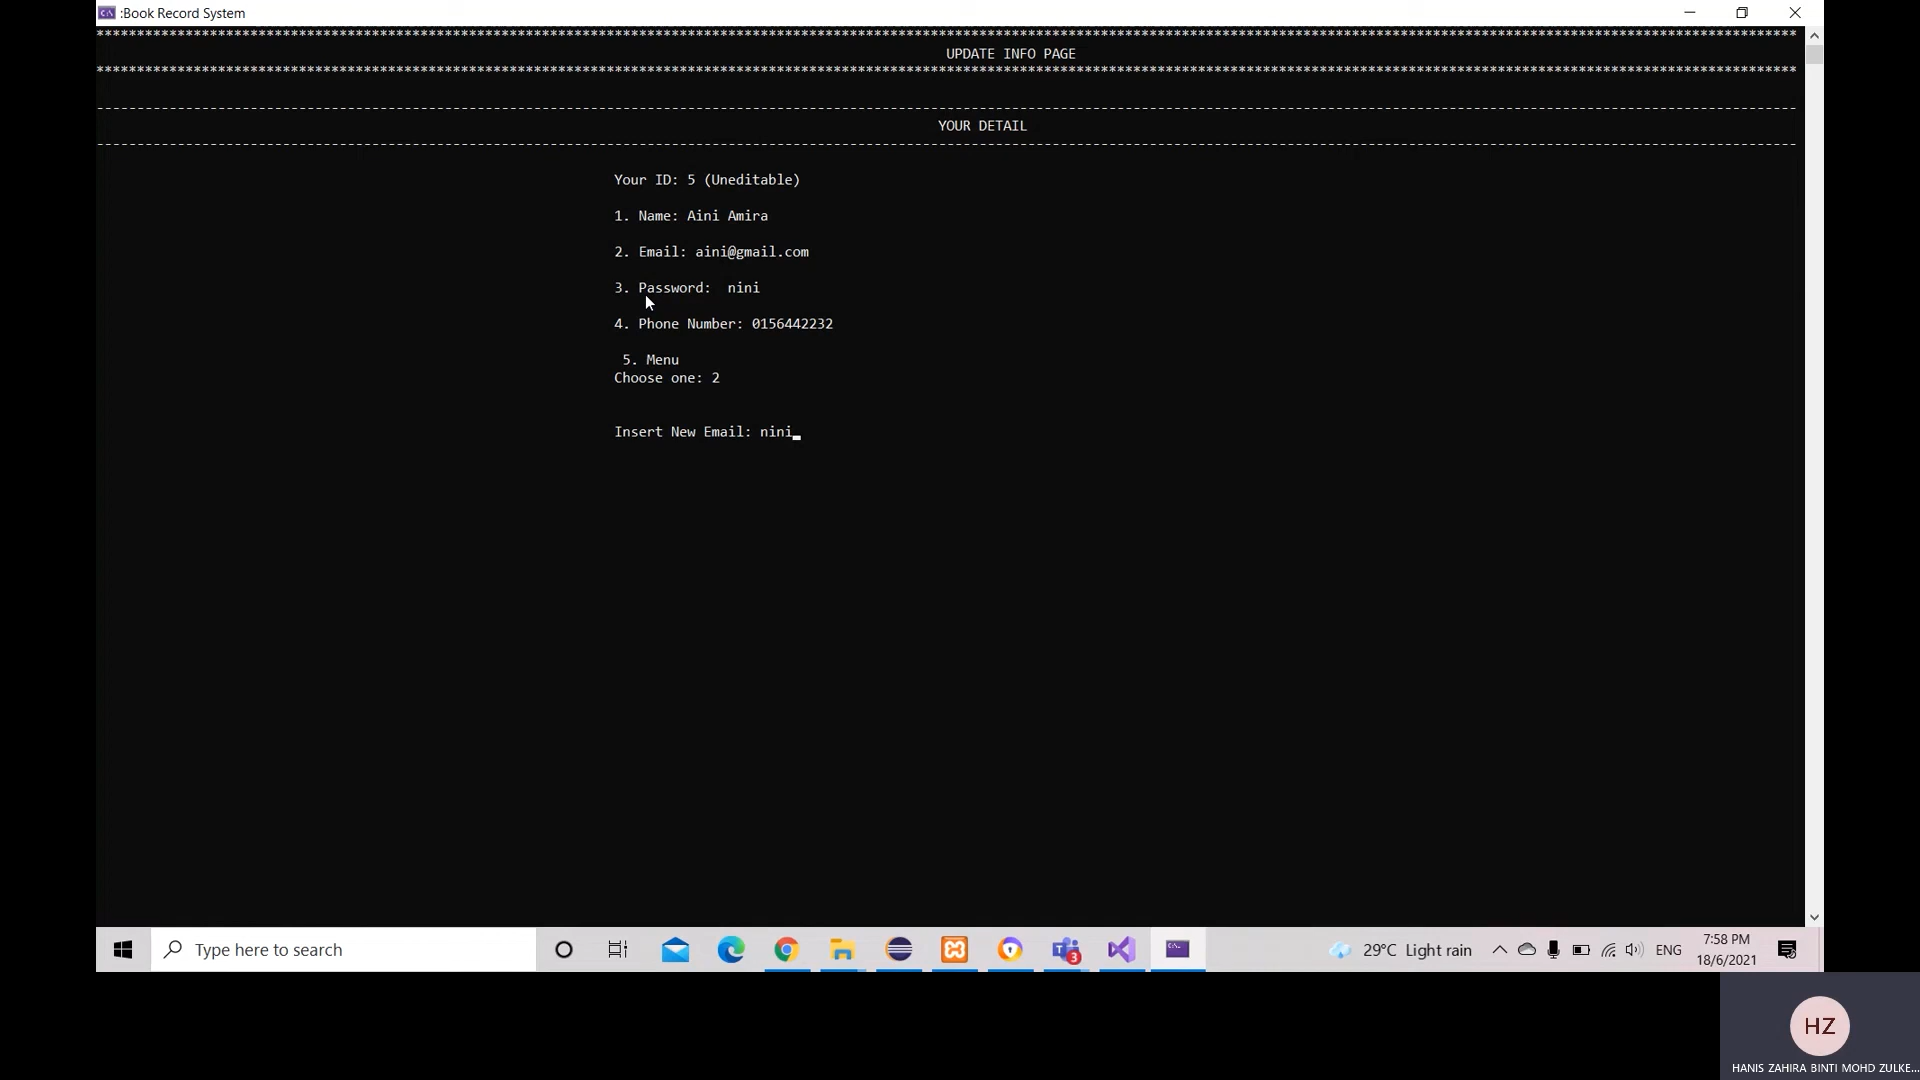 :Book Record System
****************************************************************************************************************************************************************************************************************
UPDATE INFO PAGE
****************************************************************************************************************************************************************************************************************
----------------------------------------------------------------------------------------------------------------------------------------------------------------------------------------------------------------
YOUR DETAIL
----------------------------------------------------------------------------------------------------------------------------------------------------------------------------------------------------------------
Your ID: 5 (Uneditable)
1. Name: Aini Amira
2. Email: aini@gmail.com
3. Password:  nini
4. Phone Number: 0156442232
5. Menu
Choose one: 2
Insert New Email: nini_
Type here to search
3
29°C Light rain
ENG
7:58 PM
18/6/2021
HZ
HANIS ZAHIRA BINTI MOHD ZULKE...